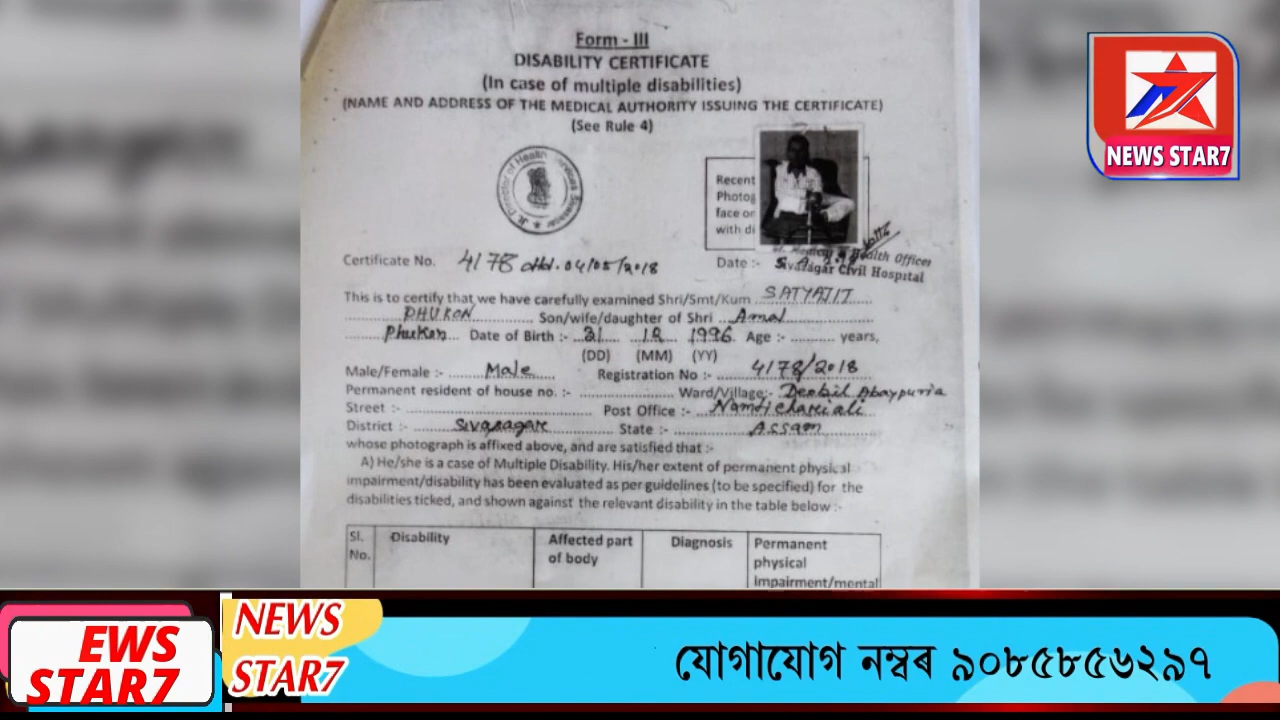 Form - III
DISABILITY CERTIFICATE
(In case of multiple disabilities)
(NAME AND ADDRESS OF THE MEDICAL AUTHORITY ISSUING THE CERTIFICATE)
(See Rule 4)
NEWS STAR7
Recent
Photog
face or
with di
Health Officer
Sivasagar Civil Hospital
Certificate No. 4178 dtd. 04/05/2018 Date :-
This is to certify that we have carefully examined Shri/Smt/Kum SATYAJIT
PHUKON Son/wife/daughter of Shri Amal
Phukon Date of Birth :- 31 12 1996 Age :- years,
(DD) (MM) (YY)
Male/Female :- Male Registration No :- 4178/2018
Permanent resident of house no. :- Ward/Village:- Deobil Abaypuria
Street :- Post Office :- Namti Chariali
District :- Sivasagar State :- Assam
whose photograph is affixed above, and are satisfied that :-
A) He/she is a case of Multiple Disability. His/her extent of permanent physical
impairment/disability has been evaluated as per guidelines (to be specified) for the
disabilities ticked, and shown against the relevant disability in the table below :-
Sl. No. Disability Affected part of body Diagnosis Permanent physical impairment/mental
EWS
STAR7
NEWS
STAR7
যোগাযোগ নম্বৰ ৯০৮৫৮৫৬২৯৭